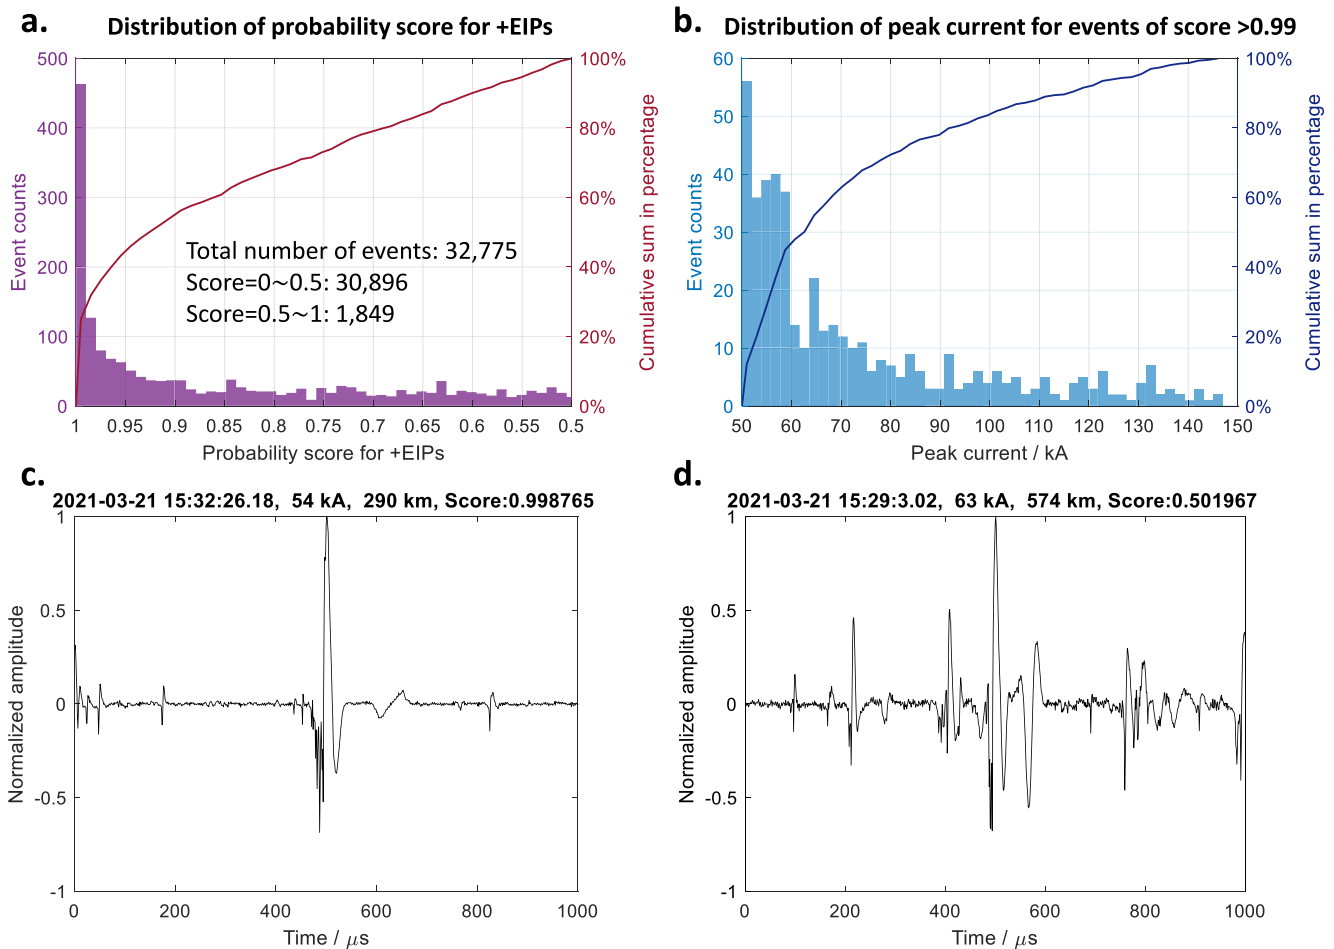 a. Distribution of probability score for +EIPs
500
400
300
200
100
0
Event counts
100%
80%
60%
40%
20%
0%
Cumulative sum in percentage
Total number of events: 32,775
Score=0~0.5: 30,896
Score=0.5~1: 1,849
1 0.95 0.9 0.85 0.8 0.75 0.7 0.65 0.6 0.55 0.5
Probability score for +EIPs
b. Distribution of peak current for events of score >0.99
60
50
40
30
20
10
0
Event counts
100%
80%
60%
40%
20%
0%
Cumulative sum in percentage
50 60 70 80 90 100 110 120 130 140 150
Peak current / kA
c.
2021-03-21 15:32:26.18, 54 kA, 290 km, Score:0.998765
1
0.5
0
-0.5
-1
Normalized amplitude
0 200 400 600 800 1000
Time / μs
d.
2021-03-21 15:29:3.02, 63 kA, 574 km, Score:0.501967
1
0.5
0
-0.5
-1
Normalized amplitude
0 200 400 600 800 1000
Time / μs